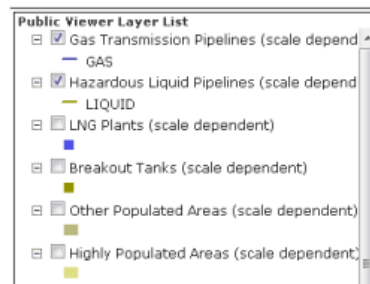 Public Viewer Layer List
Gas Transmission Pipelines (scale depend
GAS
Hazardous Liquid Pipelines (scale depend
LIQUID
LNG Plants (scale dependent)
Breakout Tanks (scale dependent)
Other Populated Areas (scale dependent)
Highly Populated Areas (scale dependent)